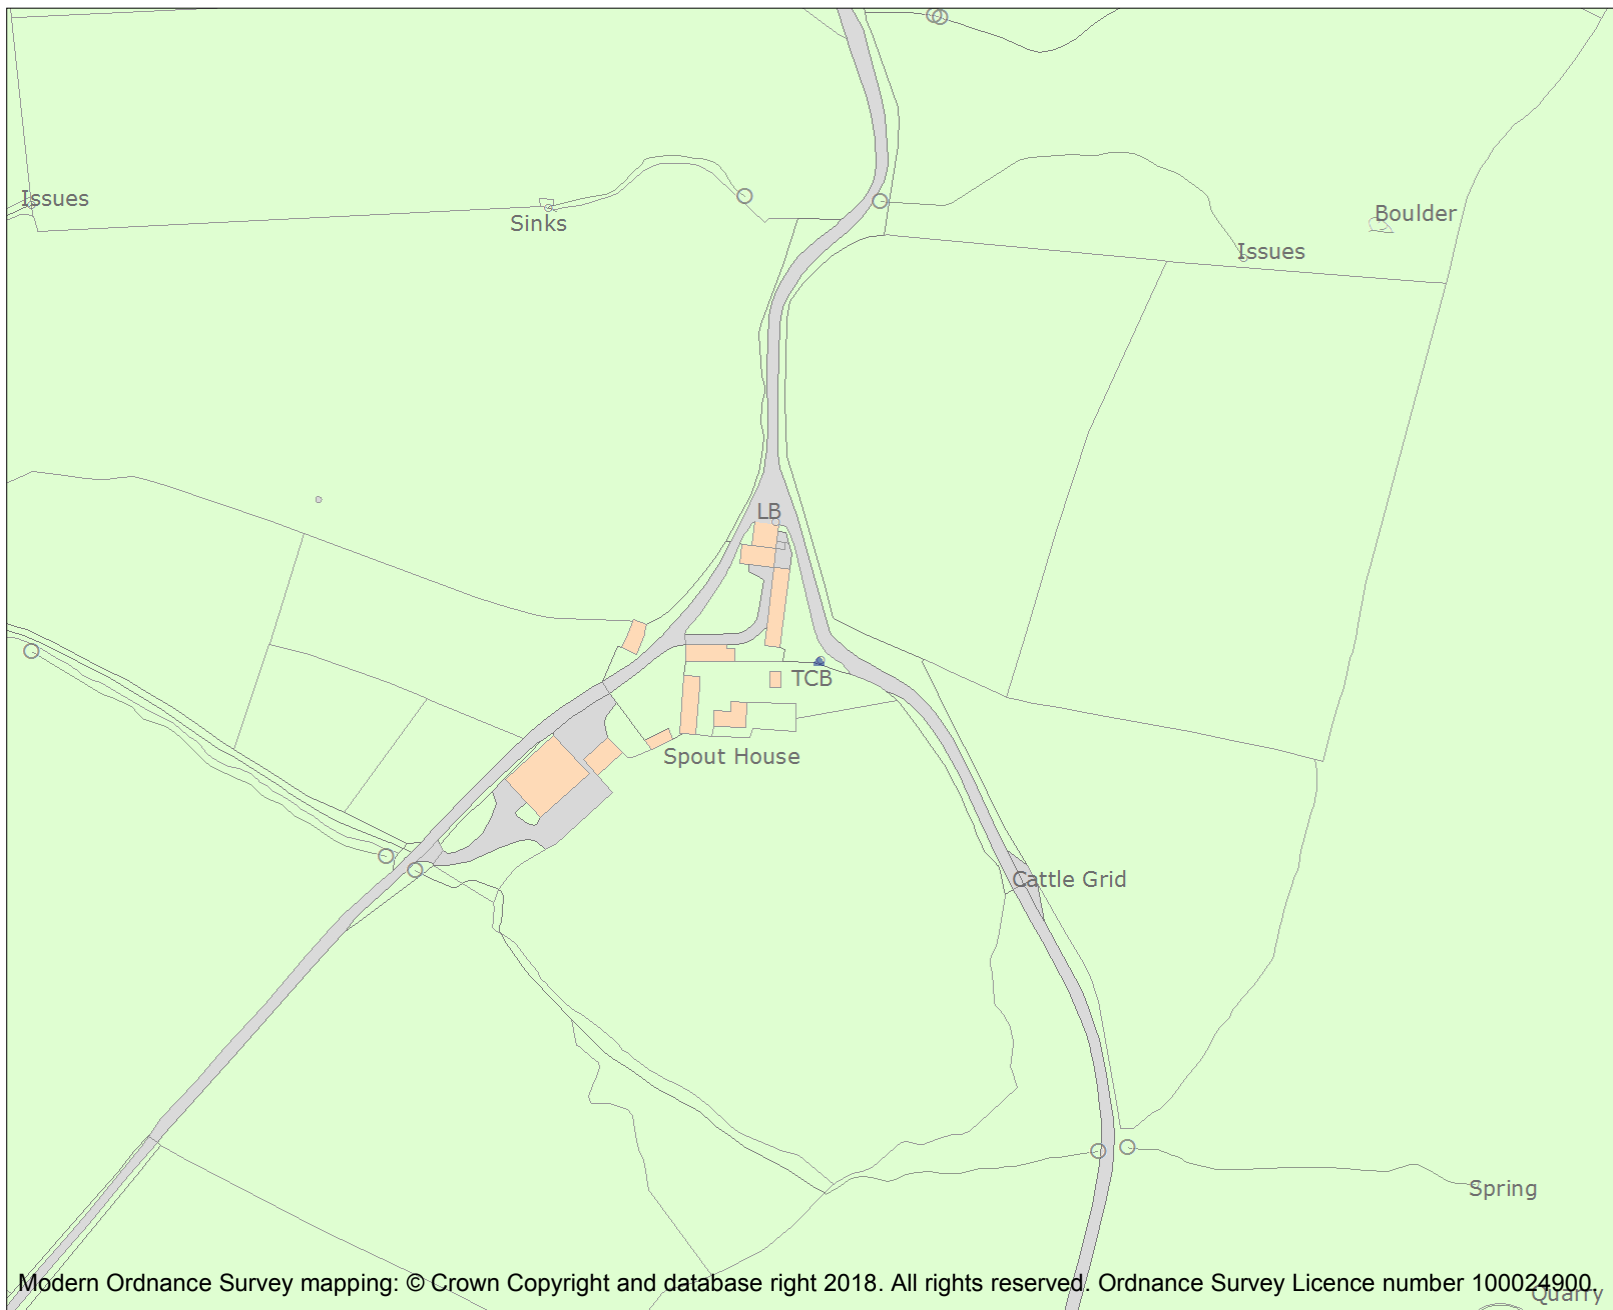 Issues
Sinks
Boulder
Issues
LB
TCB
Spout House
Cattle Grid
Spring
Modern Ordnance Survey mapping: © Crown Copyright and database right 2018. All rights reserved. Ordnance Survey Licence number 100024900.
Quarry